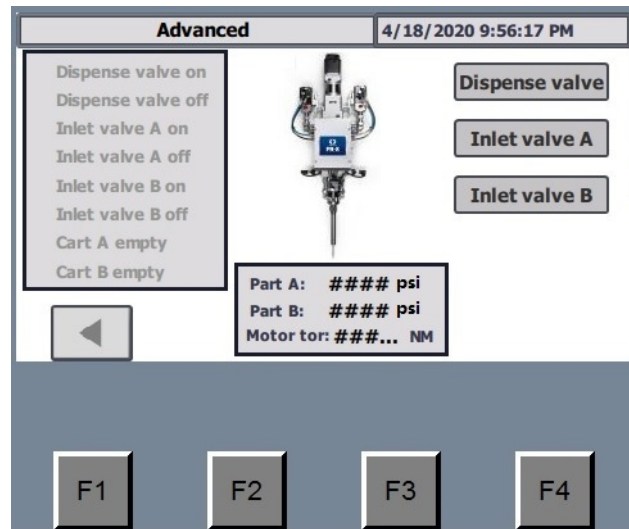 Advanced
4/18/2020 9:56:17 PM
Dispense valve on
Dispense valve off
Inlet valve A on
Inlet valve A off
Inlet valve B on
Inlet valve B off
Cart A empty
Cart B empty
PR-X
Dispense valve
Inlet valve A
Inlet valve B
Part A: #### psi
Part B: #### psi
Motor tor: ###... NM
F1 F2 F3 F4